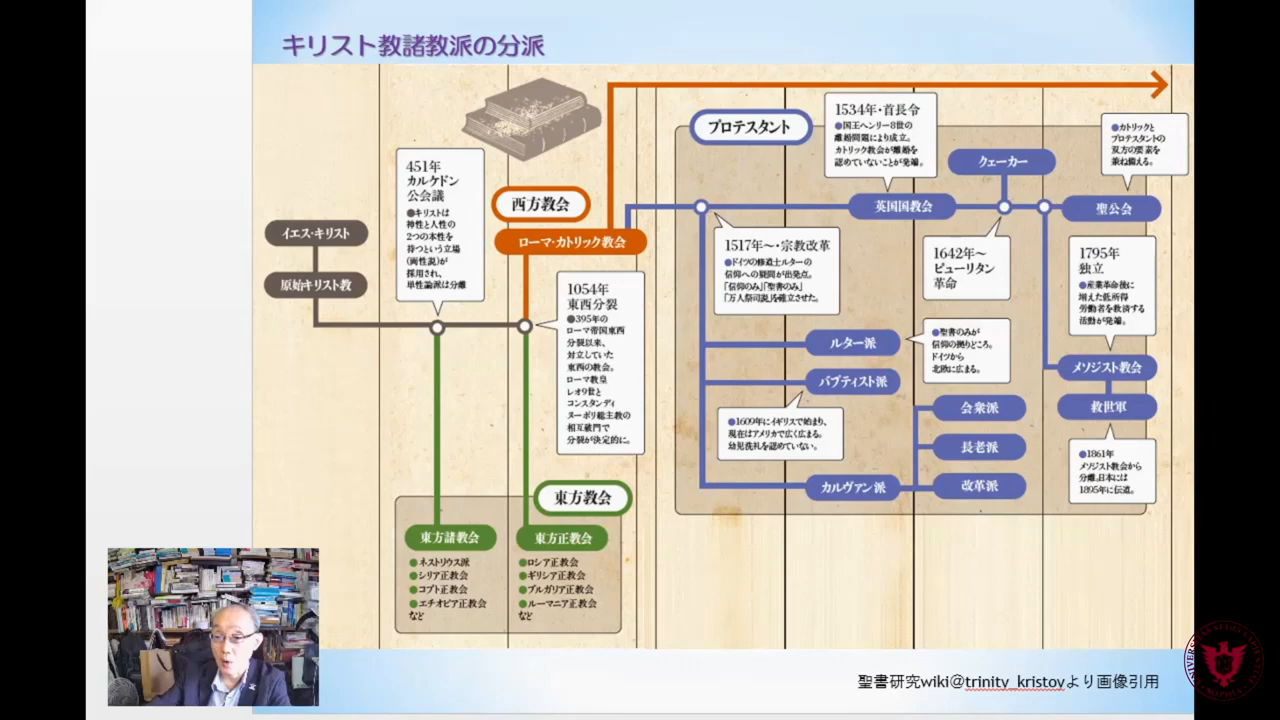 キリスト教諸教派の分派
プロテスタント
1534年・首長令
●国王ヘンリー8世の
離婚問題により成立。
カトリック教会が離婚を
認めていないことが発端。
●カトリックと
プロテスタントの
双方の要素を
兼ね備える。
クェーカー
451年
カルケドン
公会議
●キリストは
神性と人性の
2つの本性を
持つという立場
(両性説)が
採用され、
単性論派は分離
西方教会
ローマ・カトリック教会
英国国教会
聖公会
イエス・キリスト
原始キリスト教
1517年〜・宗教改革
●ドイツの修道士ルターの
信仰への疑問が出発点。
「信仰のみ」「聖書のみ」
「万人祭司説」を確立させた。
1642年〜
ピューリタン
革命
1795年
独立
●産業革命後に
増えた低所得
労働者を救済する
活動が発端。
1054年
東西分裂
●395年の
ローマ帝国東西
分裂以来、
対立していた
東西の教会。
ローマ教皇
レオ9世と
コンスタンディ
ヌーポリ総主教の
相互破門で
分裂が決定的に。
ルター派
●聖書のみが
信仰の拠りどころ。
ドイツから
北欧に広まる。
バプティスト派
●1609年にイギリスで始まり、
現在はアメリカで広く広まる。
幼児洗礼を認めていない。
メソジスト教会
救世軍
会衆派
長老派
カルヴァン派
改革派
●1861年
メソジスト教会から
分離。日本には
1895年に伝道。
東方教会
東方諸教会
●ネストリウス派
●シリア正教会
●コプト正教会
●エチオピア正教会
など
東方正教会
●ロシア正教会
●ギリシア正教会
●ブルガリア正教会
●ルーマニア正教会
など
聖書研究wiki＠trinity_kristovより画像引用